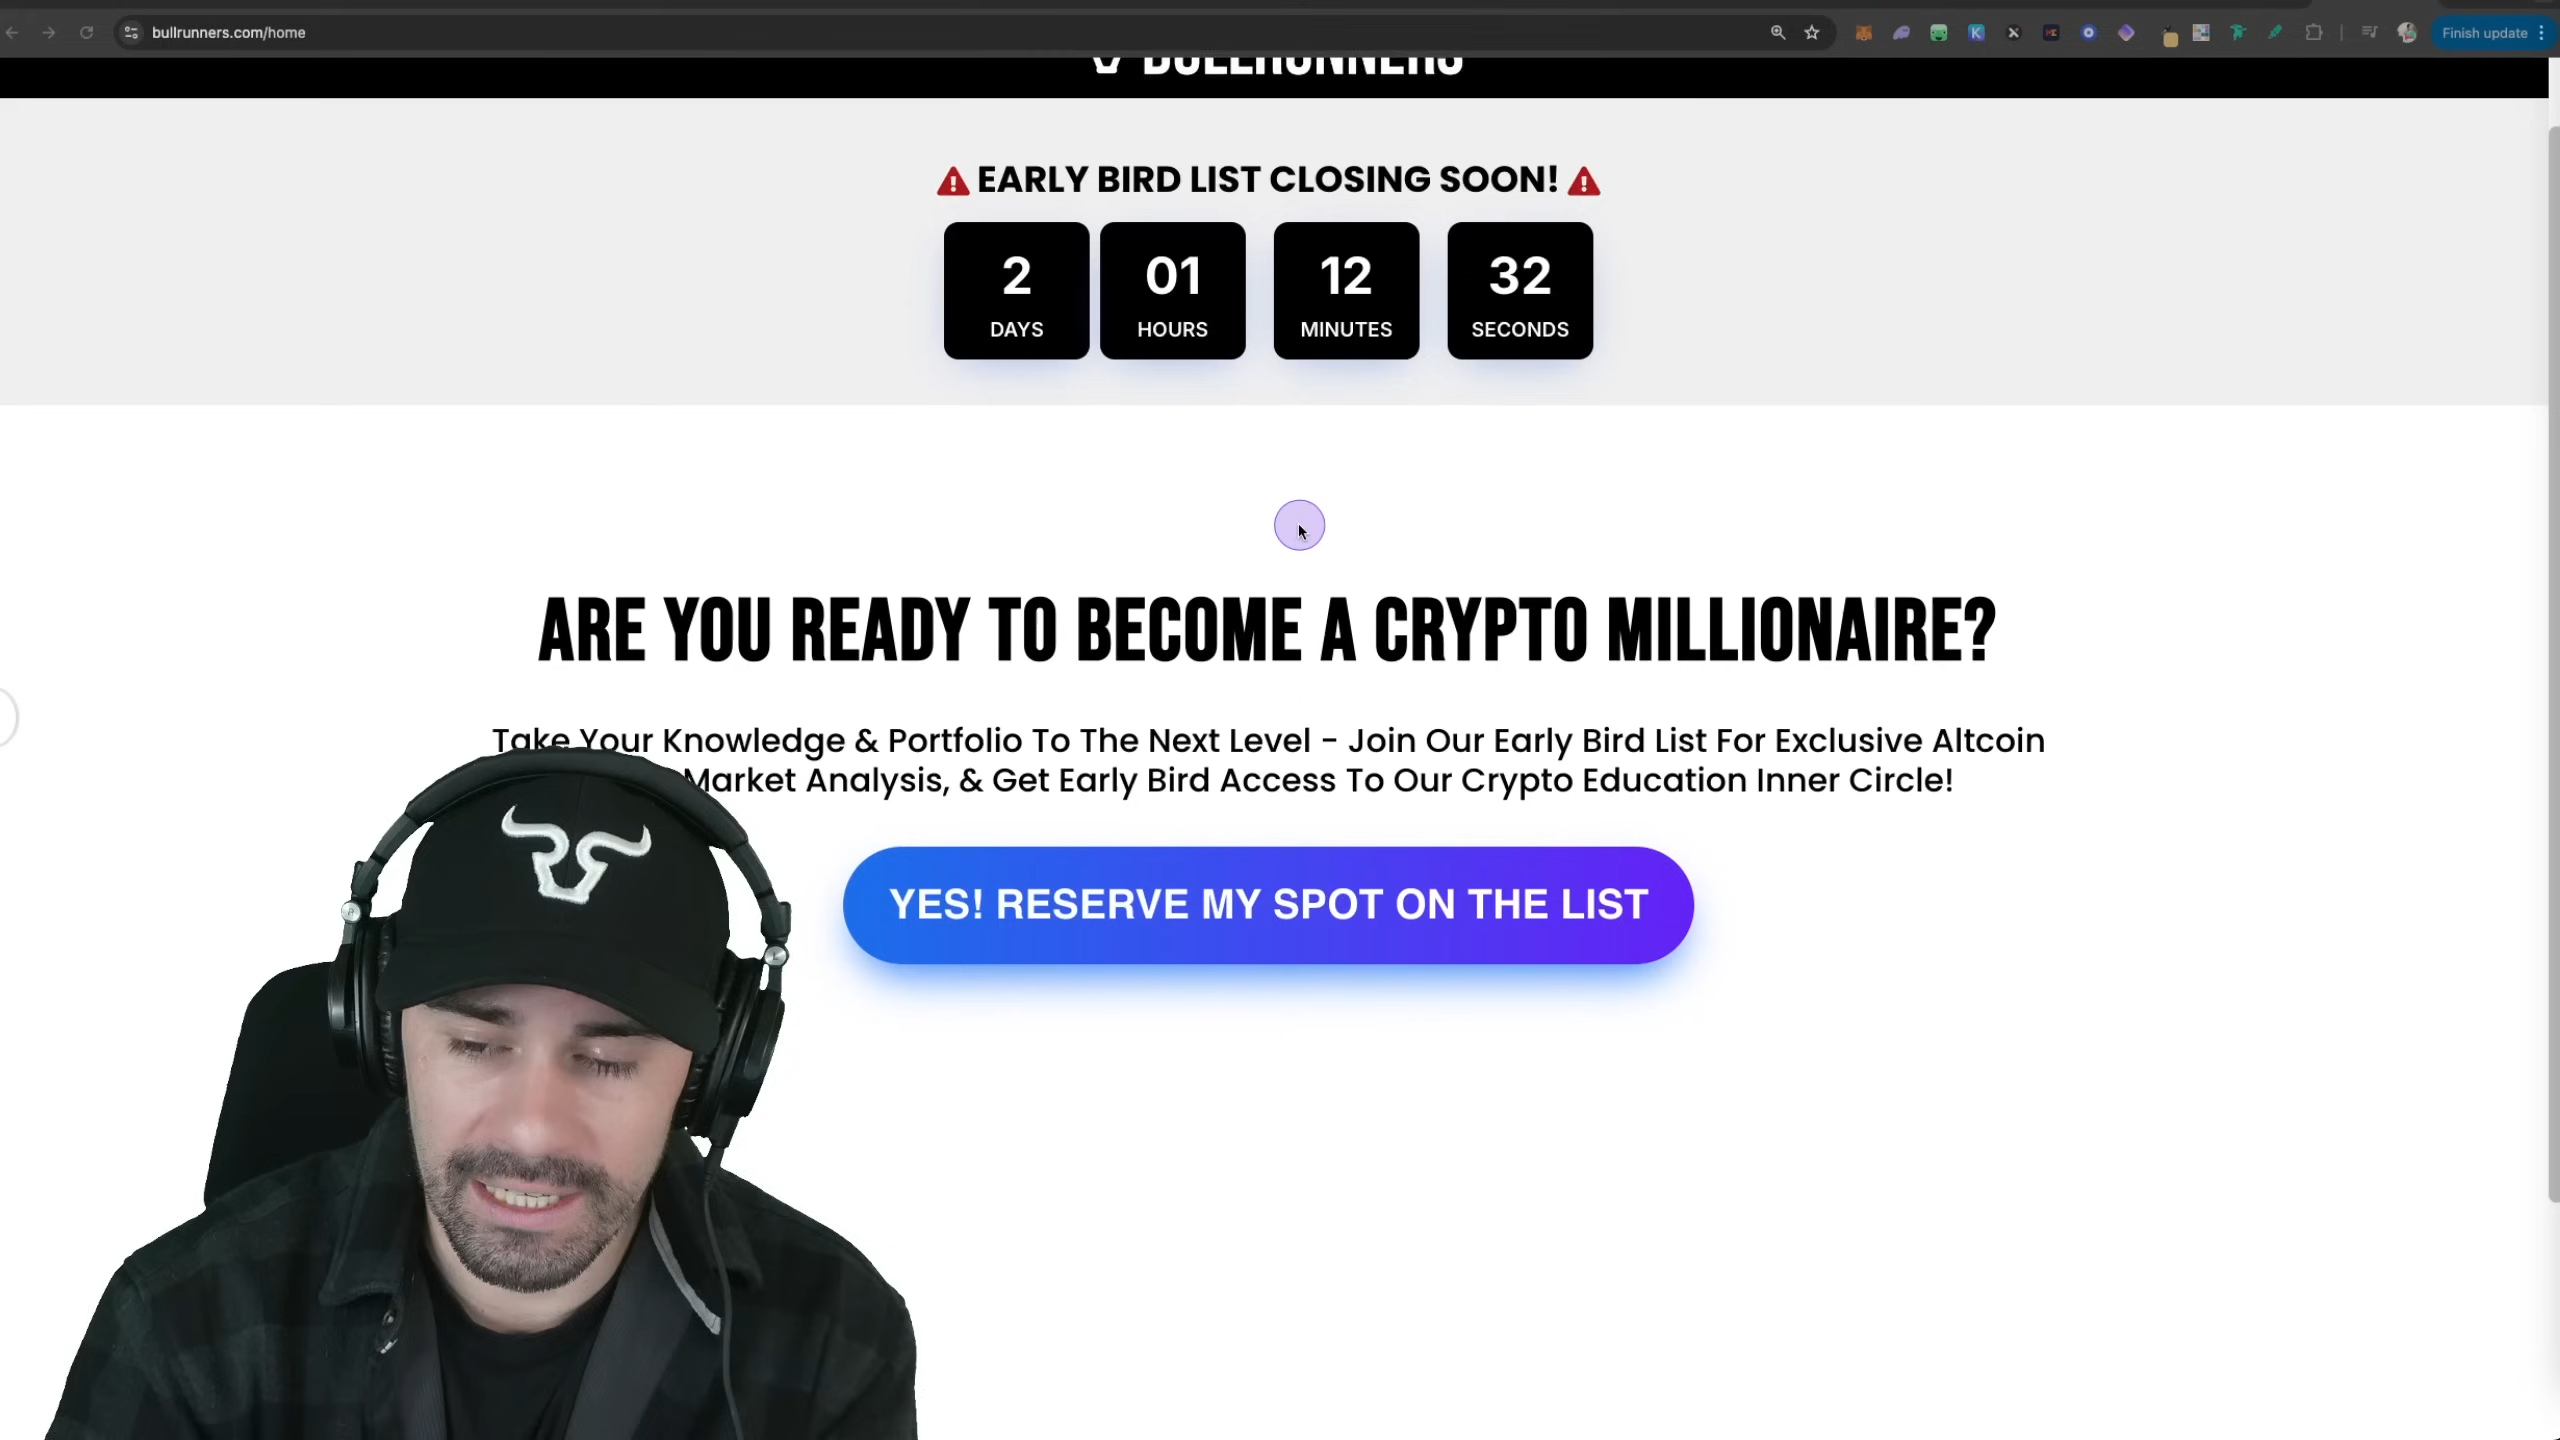 bullrunners.com/home
Finish update
BULLRUNNERS
EARLY BIRD LIST CLOSING SOON!
2 01 12 32
DAYS HOURS MINUTES SECONDS
ARE YOU READY TO BECOME A CRYPTO MILLIONAIRE?
Take Your Knowledge & Portfolio To The Next Level - Join Our Early Bird List For Exclusive Altcoin
Market Analysis, & Get Early Bird Access To Our Crypto Education Inner Circle!
YES! RESERVE MY SPOT ON THE LIST